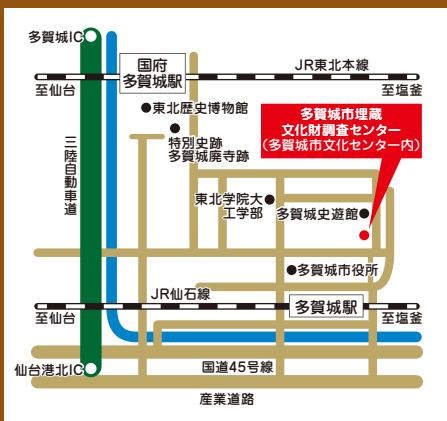 多賀城IC
国府
多賀城駅
JR東北本線
至仙台
至塩釜
東北歴史博物館
特別史跡
多賀城廃寺跡
多賀城市埋蔵
文化財調査センター
(多賀城市文化センター内)
三陸自動車道
東北学院大
工学部
多賀城史遊館
多賀城市役所
JR仙石線
至仙台
多賀城駅
至塩釜
仙台港北IC
国道45号線
産業道路